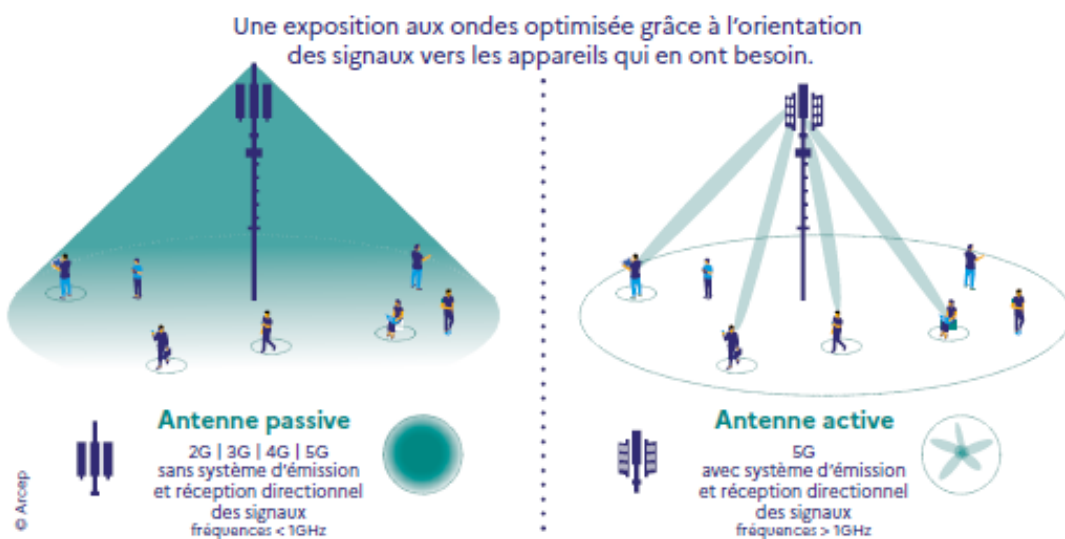 Une exposition aux ondes optimisée grâce à l'orientation
des signaux vers les appareils qui en ont besoin.
Antenne passive
2G | 3G | 4G | 5G
sans système d'émission
et réception directionnel
des signaux
fréquences < 1GHz
Antenne active
5G
avec système d'émission
et réception directionnel
des signaux
fréquences > 1GHz
© Arcep